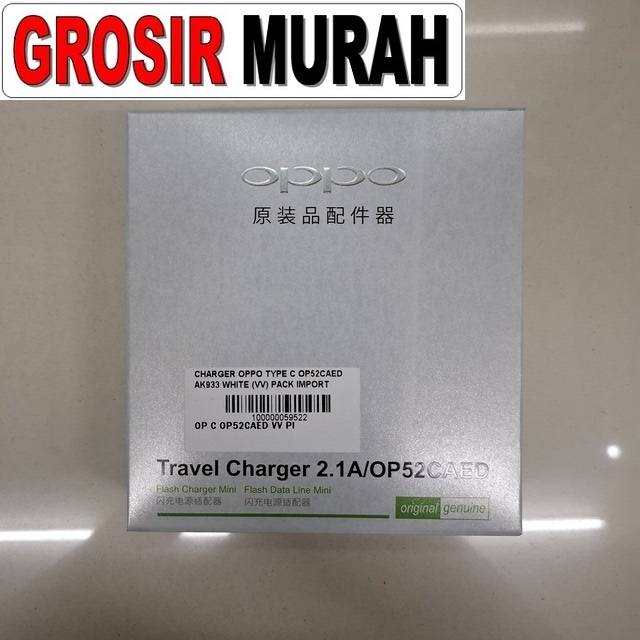 GROSIR MURAH
oppo
原装品配件器
CHARGER OPPO TYPE C OP52CAED
AK933 WHITE (VV) PACK IMPORT
100000059522
OP C OP52CAED VV PI
Travel Charger 2.1A/OP52CAED
Flash Charger Mini Flash Data Line Mini
闪充电源适配器 闪充电源适配器
original genuine